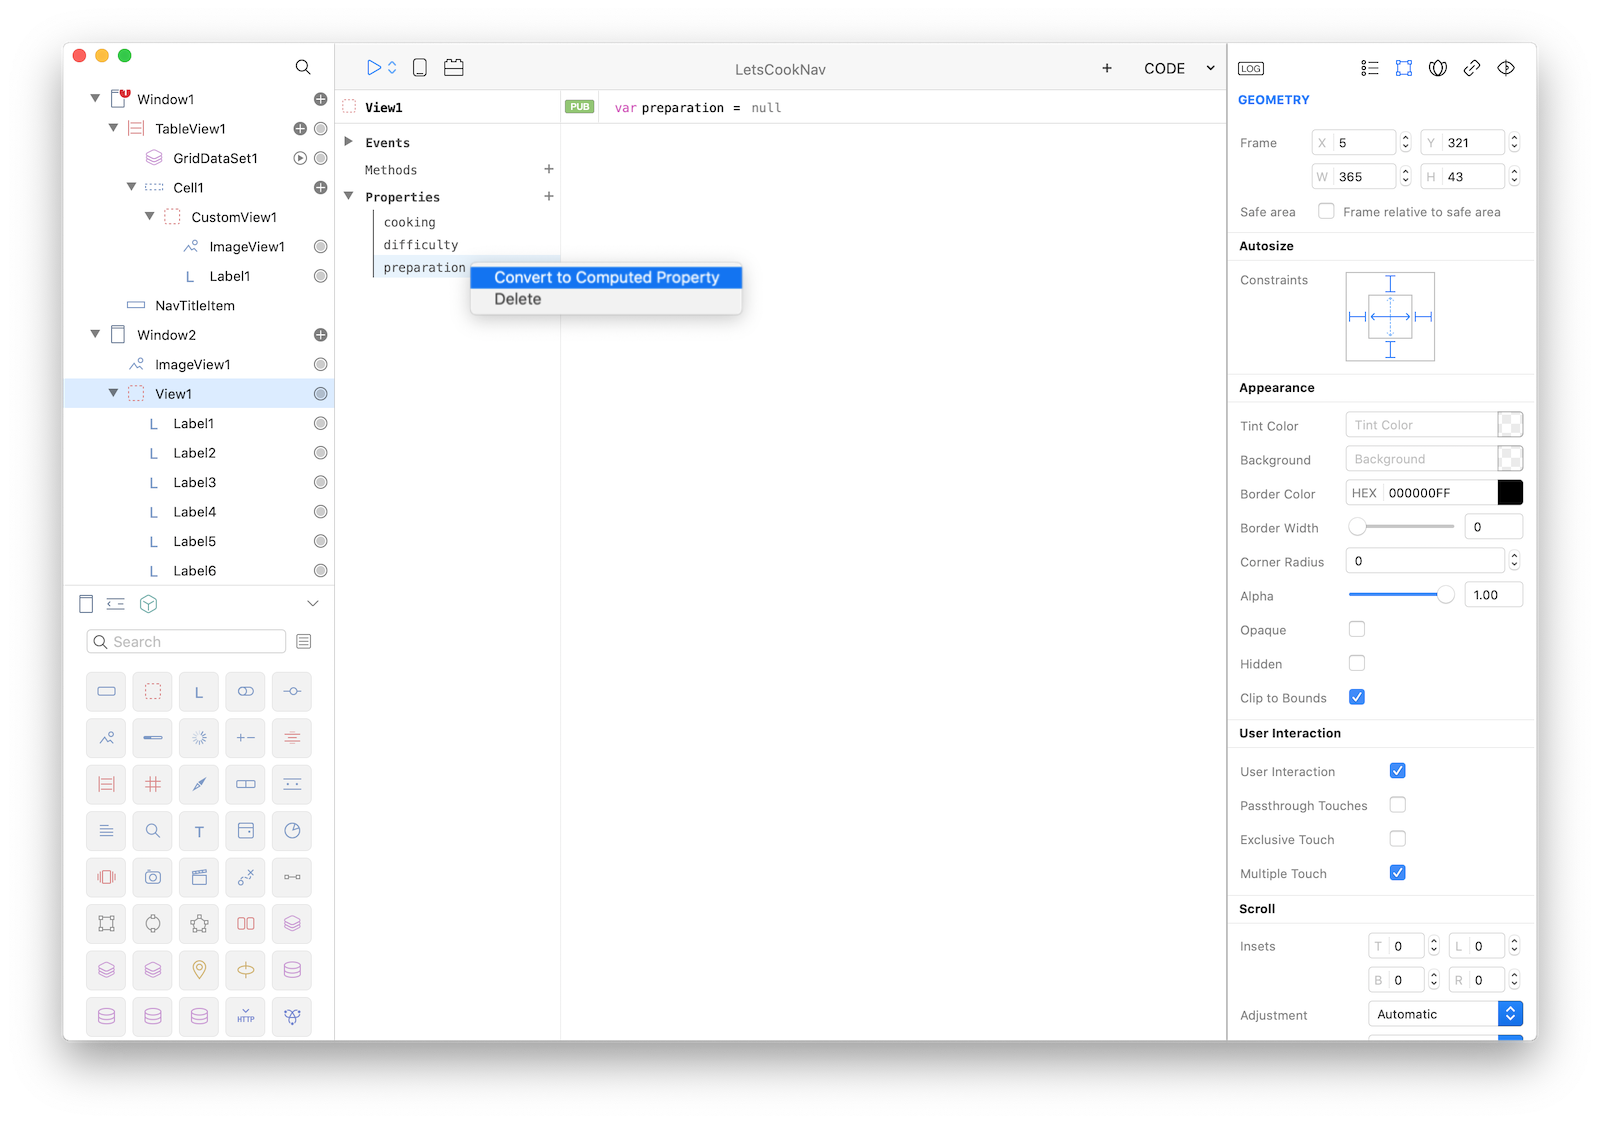 LetsCookNav
+ CODE
LOG
Window1
TableView1
GridDataSet1
Cell1
CustomView1
ImageView1
L Label1
NavTitleItem
Window2
ImageView1
View1
L Label1
L Label2
L Label3
L Label4
L Label5
L Label6
Search
L
T
HTTP
View1
Events
Methods +
Properties +
cooking
difficulty
preparation
Convert to Computed Property
Delete
PUB var preparation = null
GEOMETRY
Frame X 5 Y 321
W 365 H 43
Safe area Frame relative to safe area
Autosize
Constraints
Appearance
Tint Color Tint Color
Background Background
Border Color HEX 000000FF
Border Width 0
Corner Radius 0
Alpha 1.00
Opaque
Hidden
Clip to Bounds
User Interaction
User Interaction
Passthrough Touches
Exclusive Touch
Multiple Touch
Scroll
Insets T 0 L 0
B 0 R 0
Adjustment Automatic